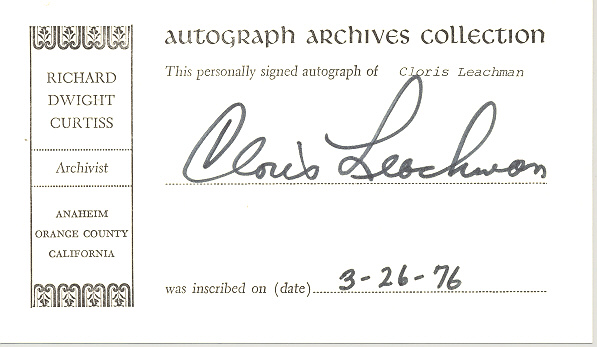 AUTOGRAPH ARCHIVES COLLECTION
This personally signed autograph of Cloris Leachman
Cloris Leachman
was inscribed on (date) 3-26-76
RICHARD
DWIGHT
CURTISS
Archivist
ANAHEIM
ORANGE COUNTY
CALIFORNIA